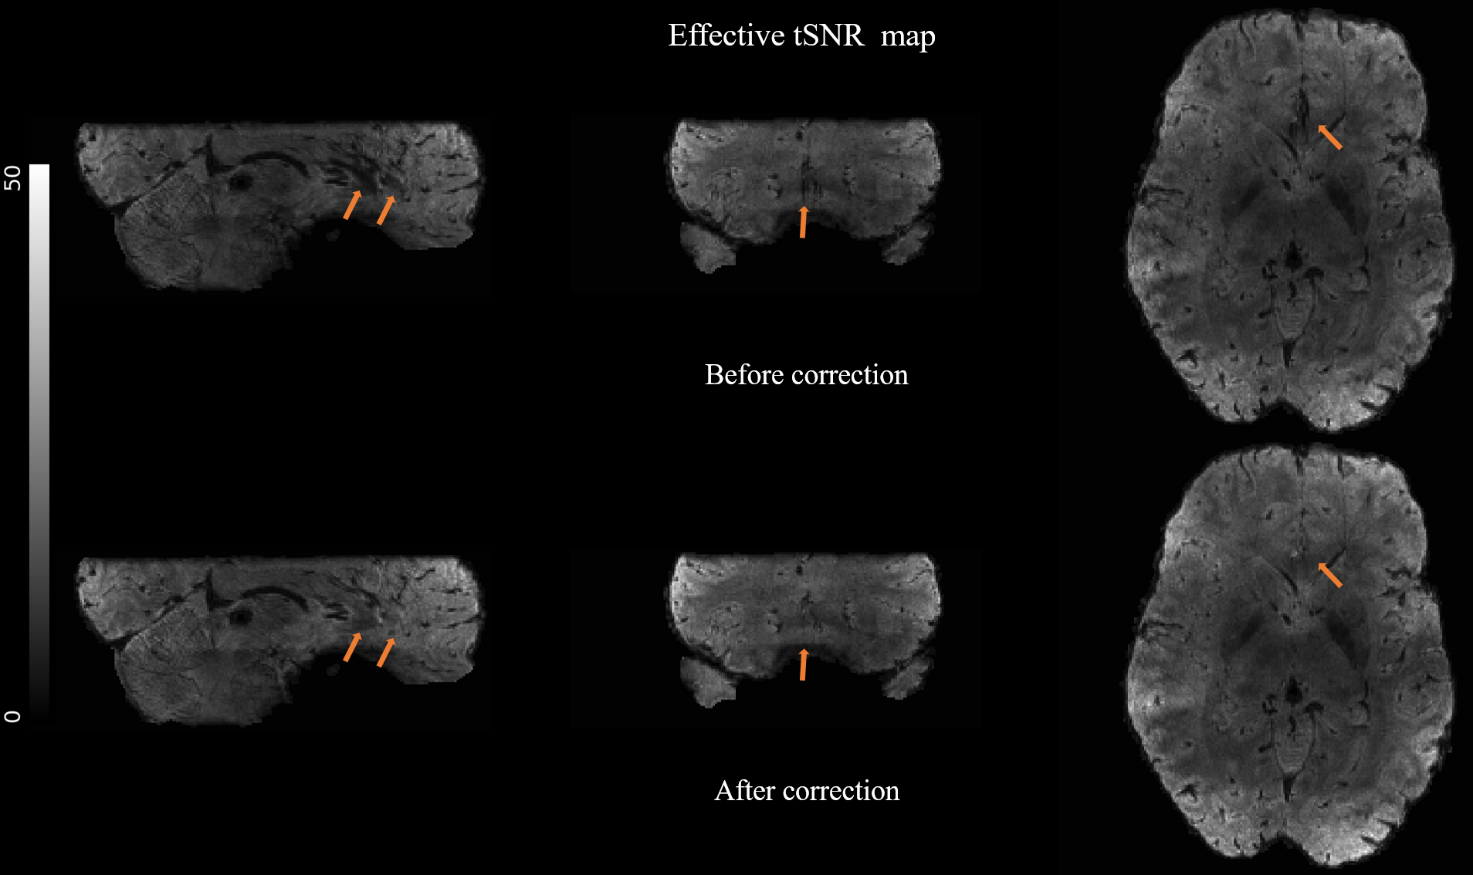 Effective tSNR map
50
Before correction
0
After correction